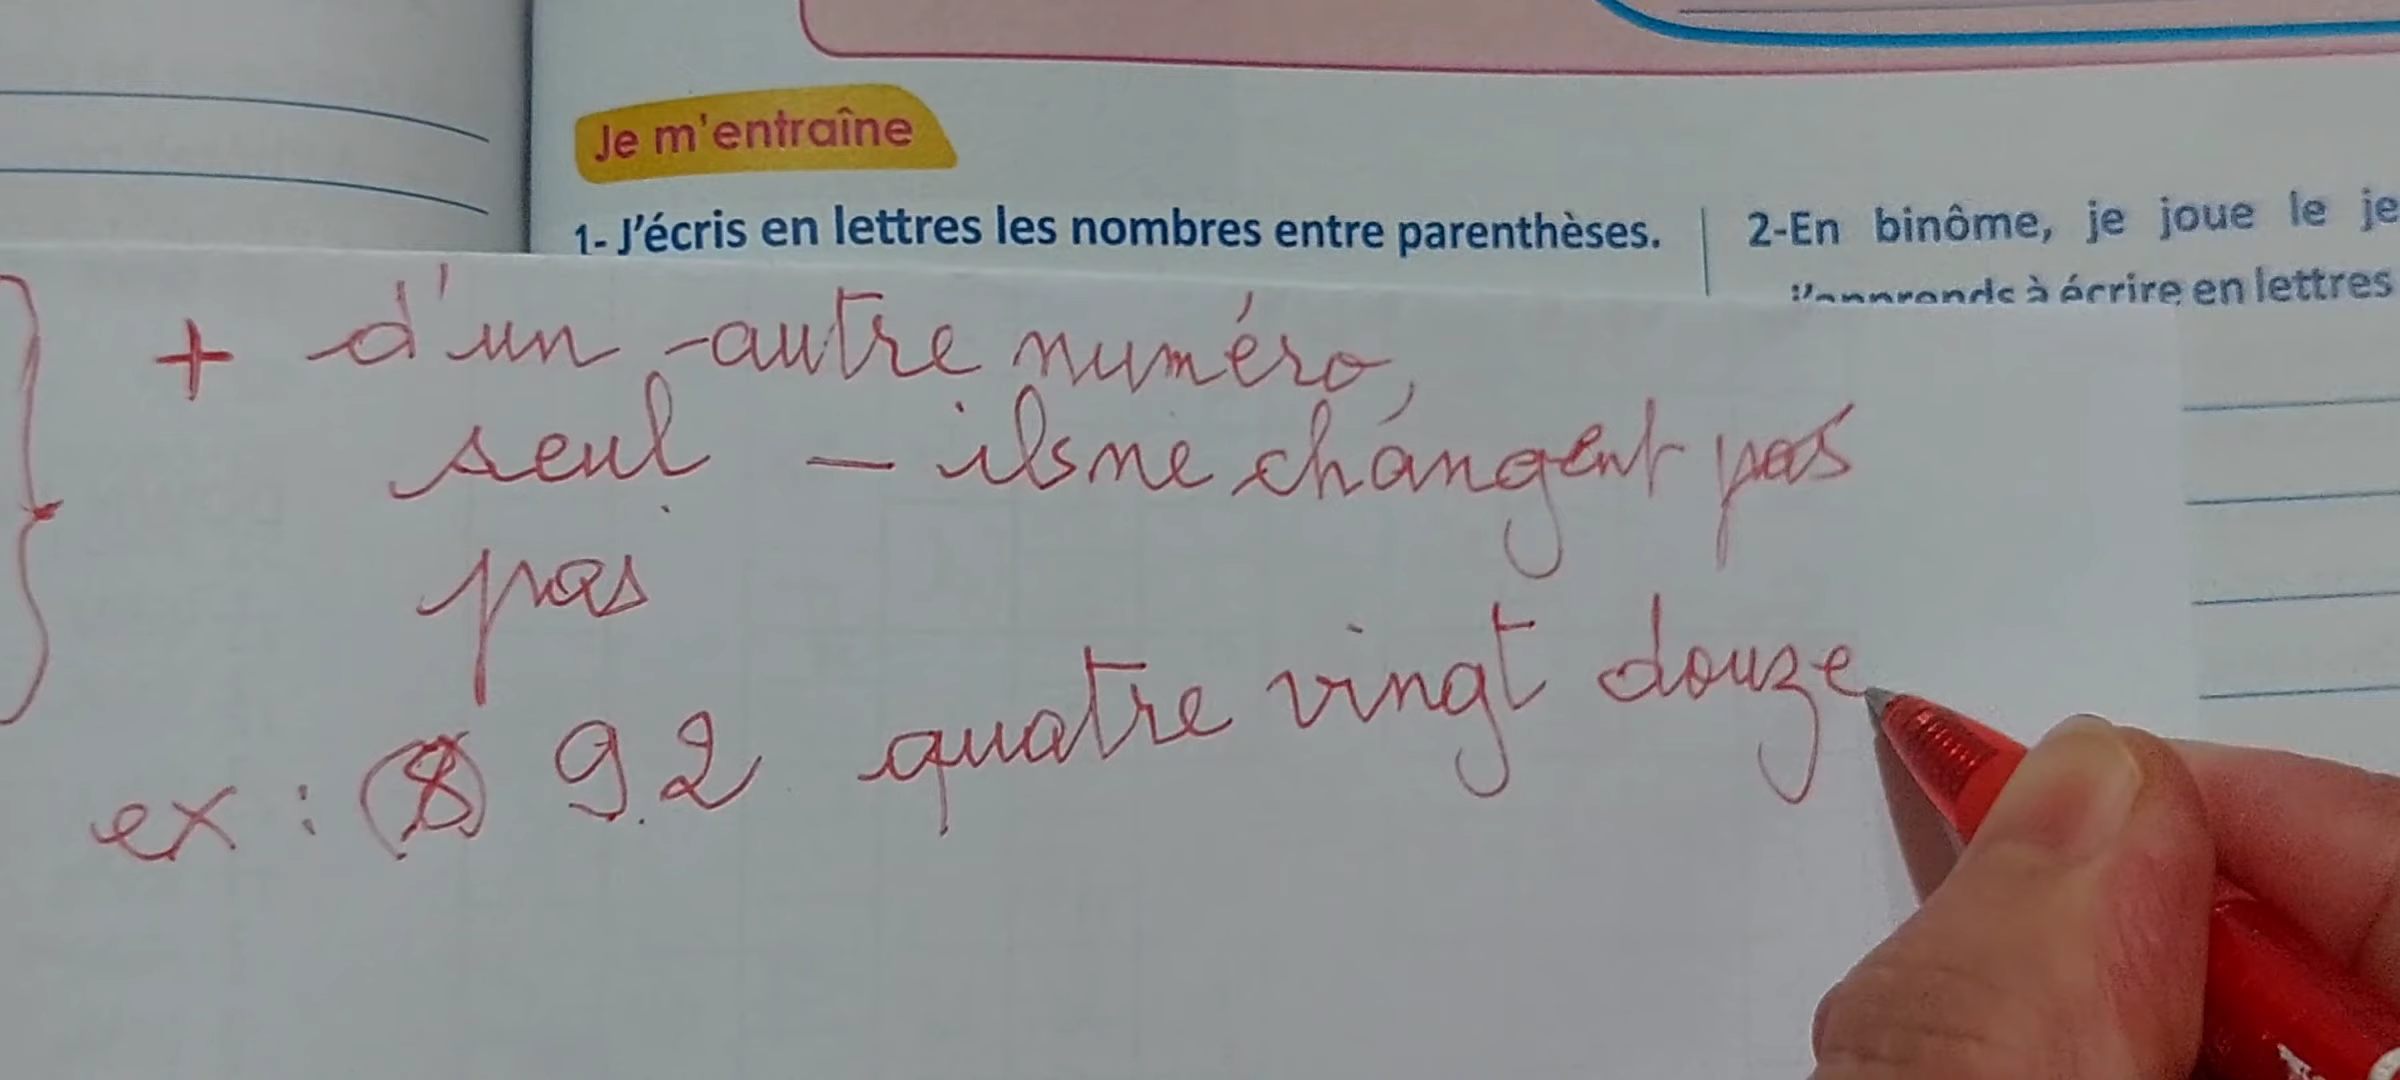 Je m'entraîne
1- J'écris en lettres les nombres entre parenthèses.
2-En binôme, je joue le je
j'apprends à écrire en lettres
+ d'un autre numéro,
seul – ils ne changent pas
pas
ex : 8 92 quatre vingt douze